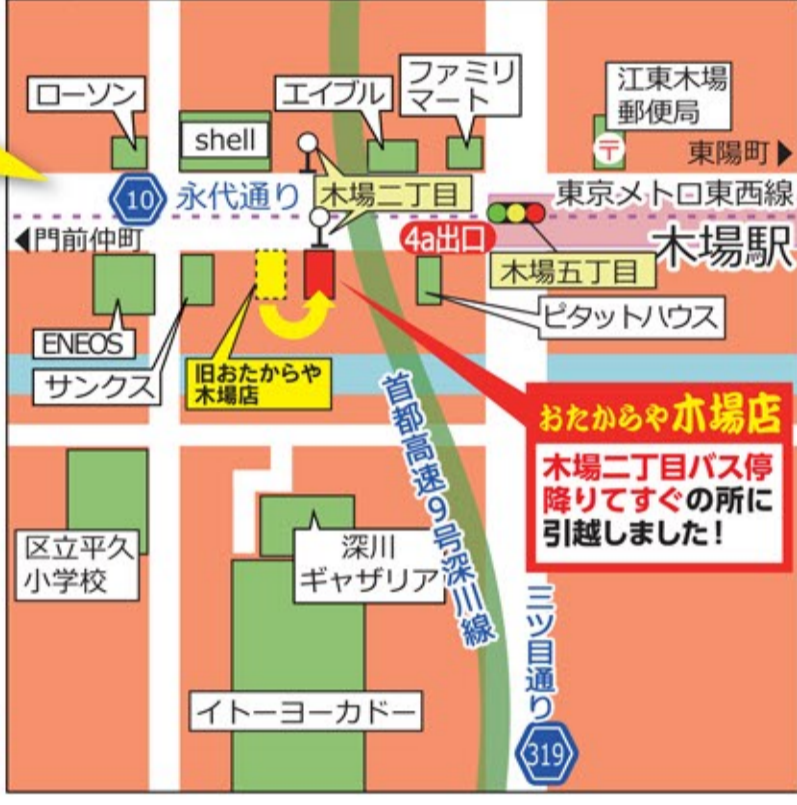 ローソン
shell
エイブル
ファミリ
マート
江東木場
郵便局
〒
東陽町▶
10
永代通り
木場二丁目
東京メトロ東西線
◀門前仲町
4a出口
木場駅
木場五丁目
ENEOS
サンクス
旧おたからや
木場店
ピタットハウス
おたからや木場店
木場二丁目バス停
降りてすぐの所に
引越しました!
首都高速9号深川線
区立平久
小学校
深川
ギャザリア
イトーヨーカドー
三ツ目通り
319